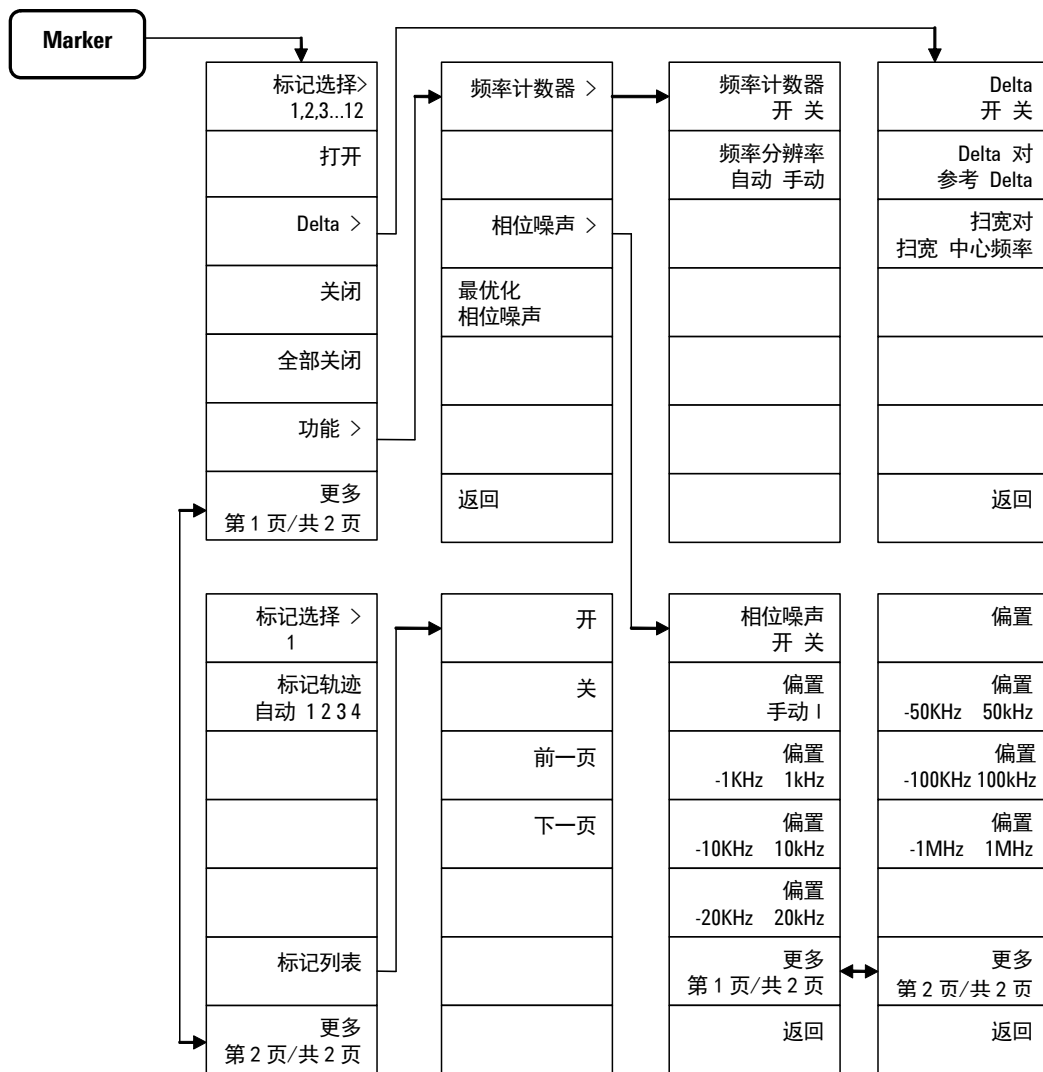 Marker
标记选择>
1,2,3...12
打开
Delta >
关闭
全部关闭
功能 >
更多
第 1 页/共 2 页
频率计数器 >
相位噪声 >
最优化
相位噪声
返回
频率计数器
开 关
频率分辨率
自动 手动
Delta
开 关
Delta 对
参考 Delta
扫宽对
扫宽 中心频率
返回
标记选择 >
1
标记轨迹
自动 1 2 3 4
标记列表
更多
第 2 页/共 2 页
开
关
前一页
下一页
相位噪声
开 关
偏置
手动 I
偏置
-1KHz 1kHz
偏置
-10KHz 10kHz
偏置
-20KHz 20kHz
更多
第 1 页/共 2 页
返回
偏置
偏置
-50KHz 50kHz
偏置
-100KHz 100kHz
偏置
-1MHz 1MHz
更多
第 2 页/共 2 页
返回